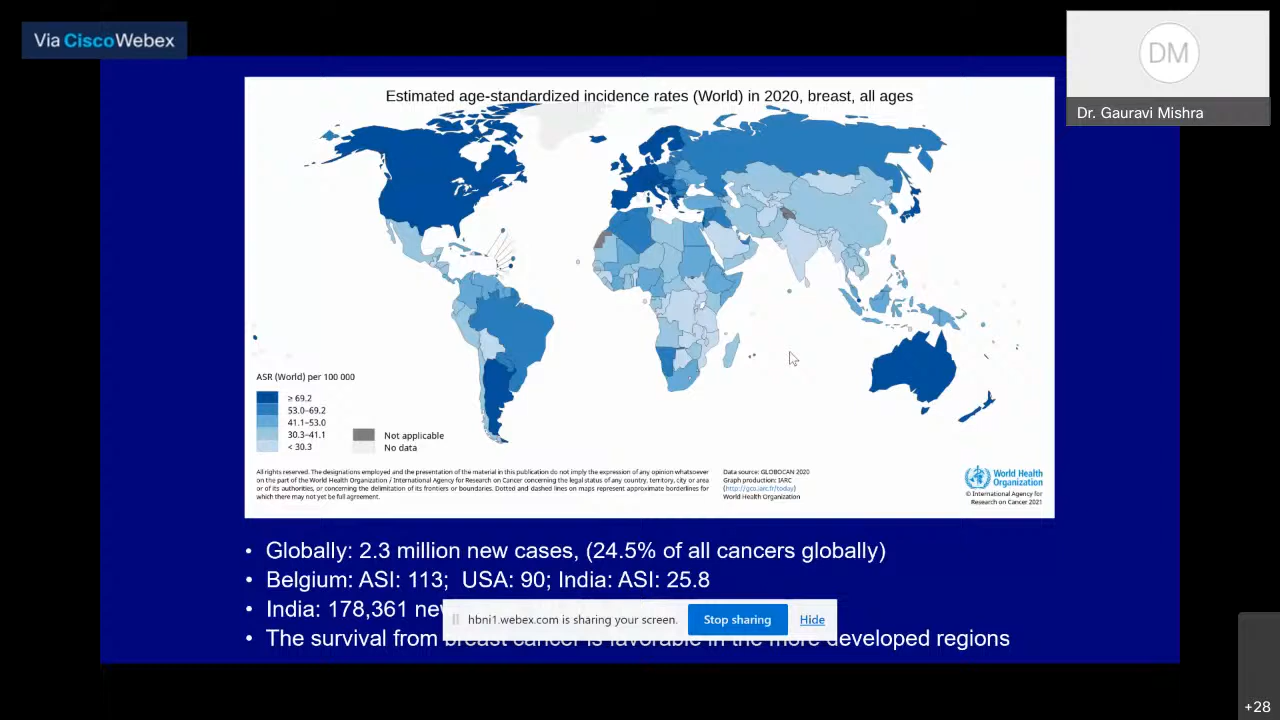 Via Cisco Webex
DM
Dr. Gauravi Mishra
Estimated age-standardized incidence rates (World) in 2020, breast, all ages
ASR (World) per 100 000
≥ 69.2
53.0–69.2
41.1–53.0
30.3–41.1
< 30.3
Not applicable
No data
All rights reserved. The designations employed and the presentation of the material in this publication do not imply the expression of any opinion whatsoever
on the part of the World Health Organization / International Agency for Research on Cancer concerning the legal status of any country, territory, city or area
or of its authorities, or concerning the delimitation of its frontiers or boundaries. Dotted and dashed lines on maps represent approximate borderlines for
which there may not yet be full agreement.
Data source: GLOBOCAN 2020
Graph production: IARC
(http://gco.iarc.fr/today)
World Health Organization
World Health
Organization
© International Agency for
Research on Cancer 2021
• Globally: 2.3 million new cases, (24.5% of all cancers globally)
• Belgium: ASI: 113; USA: 90; India: ASI: 25.8
• India: 178,361
hbni1.webex.com is sharing your screen.
Stop sharing
Hide
• The survival from breast cancer is favorable in the more developed regions
+28